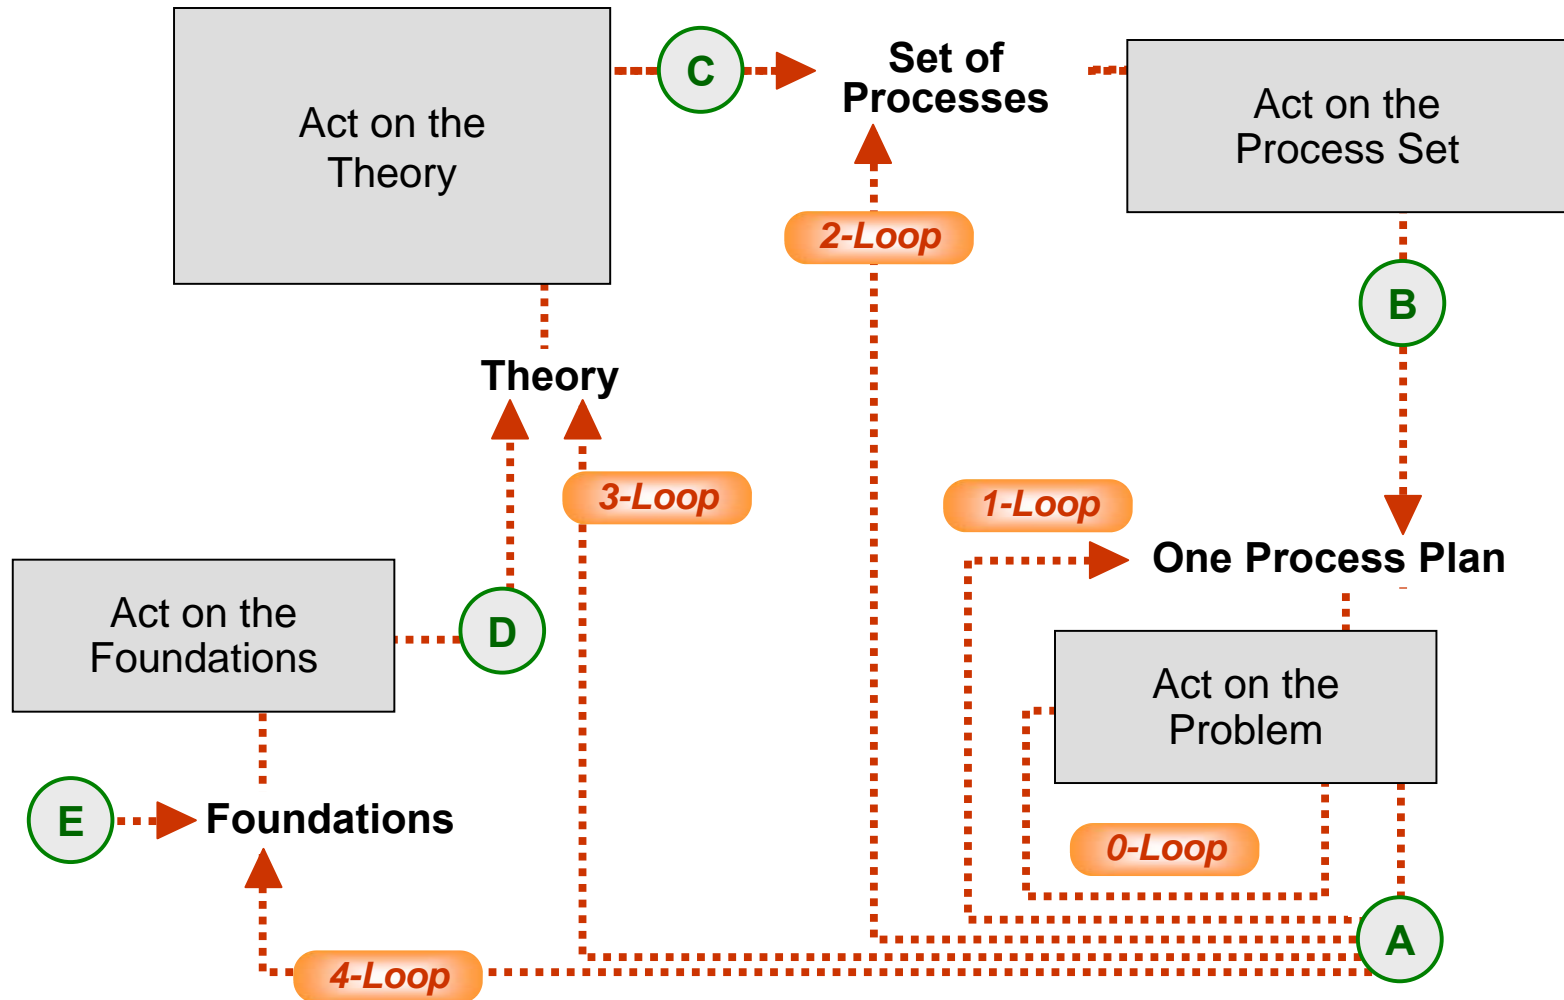 Act on the
Theory
C
Set of
Processes
Act on the
Process Set
2-Loop
B
Theory
3-Loop
1-Loop
One Process Plan
Act on the
Foundations
D
Act on the
Problem
E
Foundations
0-Loop
A
4-Loop